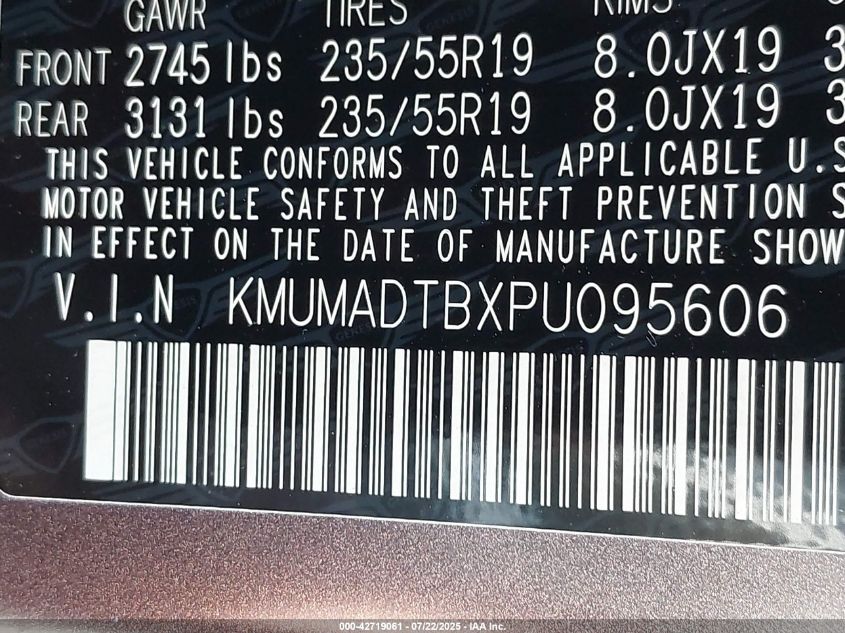 GAWR TIRES RIMS
FRONT 2745 lbs 235/55R19 8.0JX19 3
REAR 3131 lbs 235/55R19 8.0JX19 3
THIS VEHICLE CONFORMS TO ALL APPLICABLE U.S
MOTOR VEHICLE SAFETY AND THEFT PREVENTION S
IN EFFECT ON THE DATE OF MANUFACTURE SHOW
V.I.N KMUMADTBXPU095606
000-42719061 - 07/22/2025 - IAA Inc.